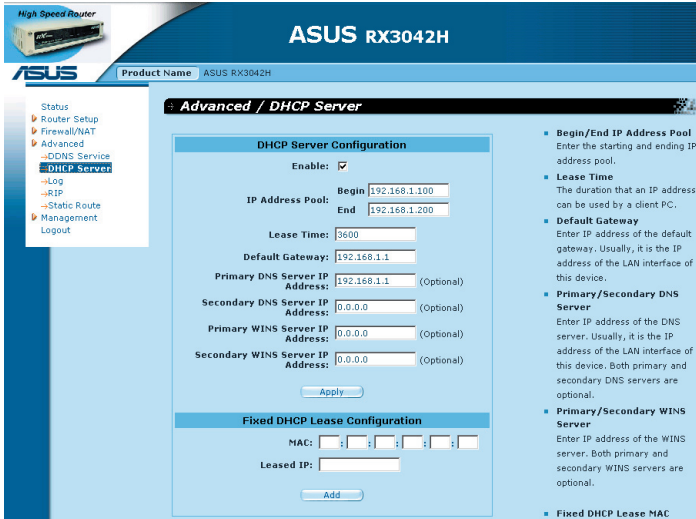 High Speed Router
ASUS RX3042H
ASUS
Product Name ASUS RX3042H
Status
Router Setup
Firewall/NAT
Advanced
DDNS Service
DHCP Server
Log
RIP
Static Route
Management
Logout
Advanced / DHCP Server
DHCP Server Configuration
Enable:
IP Address Pool:
Begin 192.168.1.100
End 192.168.1.200
Lease Time: 3600
Default Gateway: 192.168.1.1
Primary DNS Server IP
Address: 192.168.1.1 (Optional)
Secondary DNS Server IP
Address: 0.0.0.0 (Optional)
Primary WINS Server IP
Address: 0.0.0.0 (Optional)
Secondary WINS Server IP
Address: 0.0.0.0 (Optional)
Apply
Fixed DHCP Lease Configuration
MAC: : : : : :
Leased IP:
Add
Begin/End IP Address Pool
Enter the starting and ending IP
address pool.
Lease Time
The duration that an IP address
can be used by a client PC.
Default Gateway
Enter IP address of the default
gateway. Usually, it is the IP
address of the LAN interface of
this device.
Primary/Secondary DNS
Server
Enter IP address of the DNS
server. Usually, it is the IP
address of the LAN interface of
this device. Both primary and
secondary DNS servers are
optional.
Primary/Secondary WINS
Server
Enter IP address of the WINS
server. Both primary and
secondary WINS servers are
optional.
Fixed DHCP Lease MAC